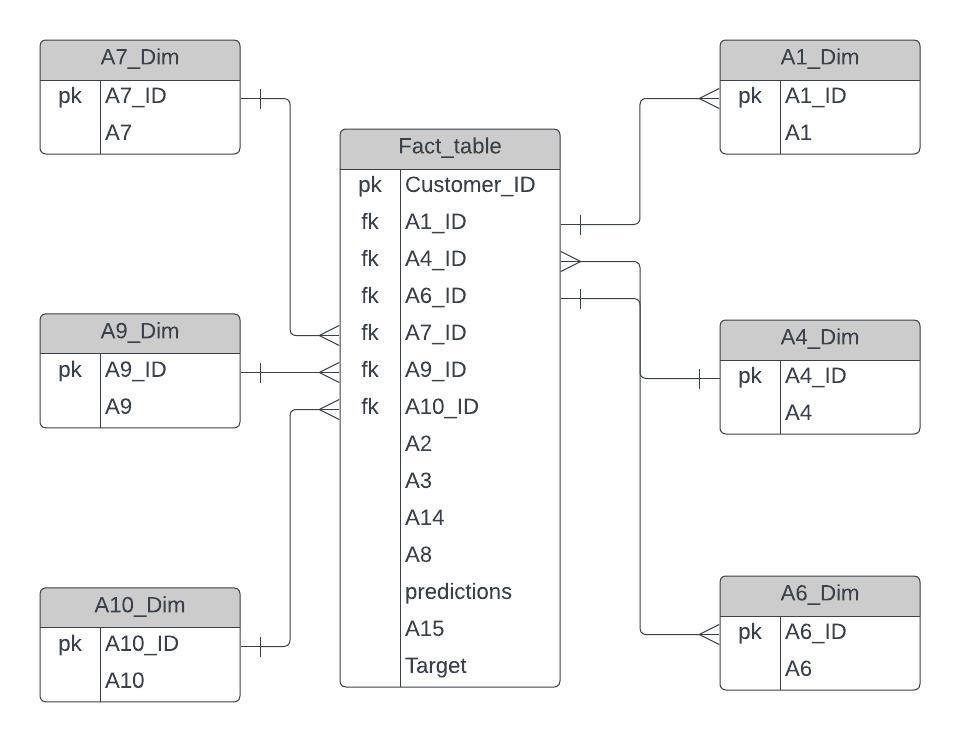 A7_Dim
pk A7_ID
A7
A9_Dim
pk A9_ID
A9
A10_Dim
pk A10_ID
A10
Fact_table
pk Customer_ID
fk A1_ID
fk A4_ID
fk A6_ID
fk A7_ID
fk A9_ID
fk A10_ID
A2
A3
A14
A8
predictions
A15
Target
A1_Dim
pk A1_ID
A1
A4_Dim
pk A4_ID
A4
A6_Dim
pk A6_ID
A6